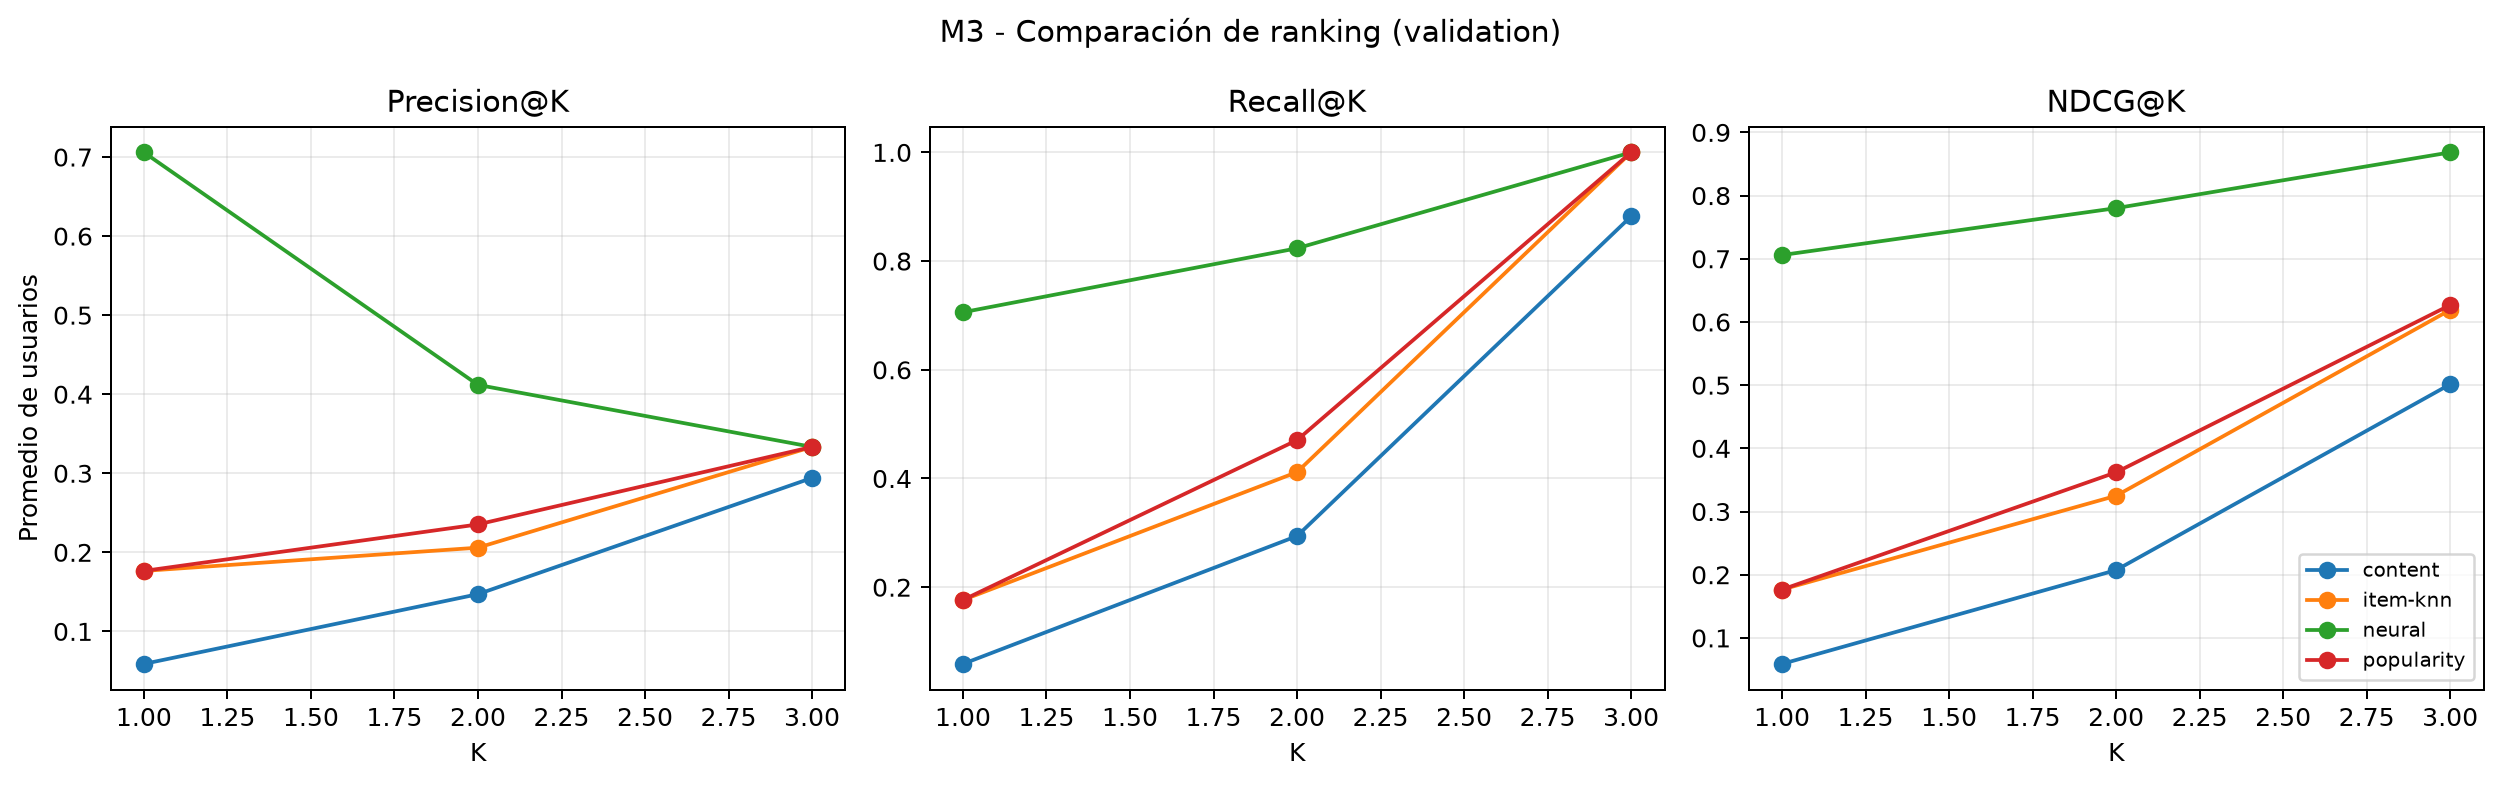 M3 - Comparación de ranking (validation)
Precision@K
Promedio de usuarios
0.7
0.6
0.5
0.4
0.3
0.2
0.1
1.00 1.25 1.50 1.75 2.00 2.25 2.50 2.75 3.00
K
Recall@K
1.0
0.8
0.6
0.4
0.2
1.00 1.25 1.50 1.75 2.00 2.25 2.50 2.75 3.00
K
NDCG@K
0.9
0.8
0.7
0.6
0.5
0.4
0.3
0.2
0.1
content
item-knn
neural
popularity
1.00 1.25 1.50 1.75 2.00 2.25 2.50 2.75 3.00
K